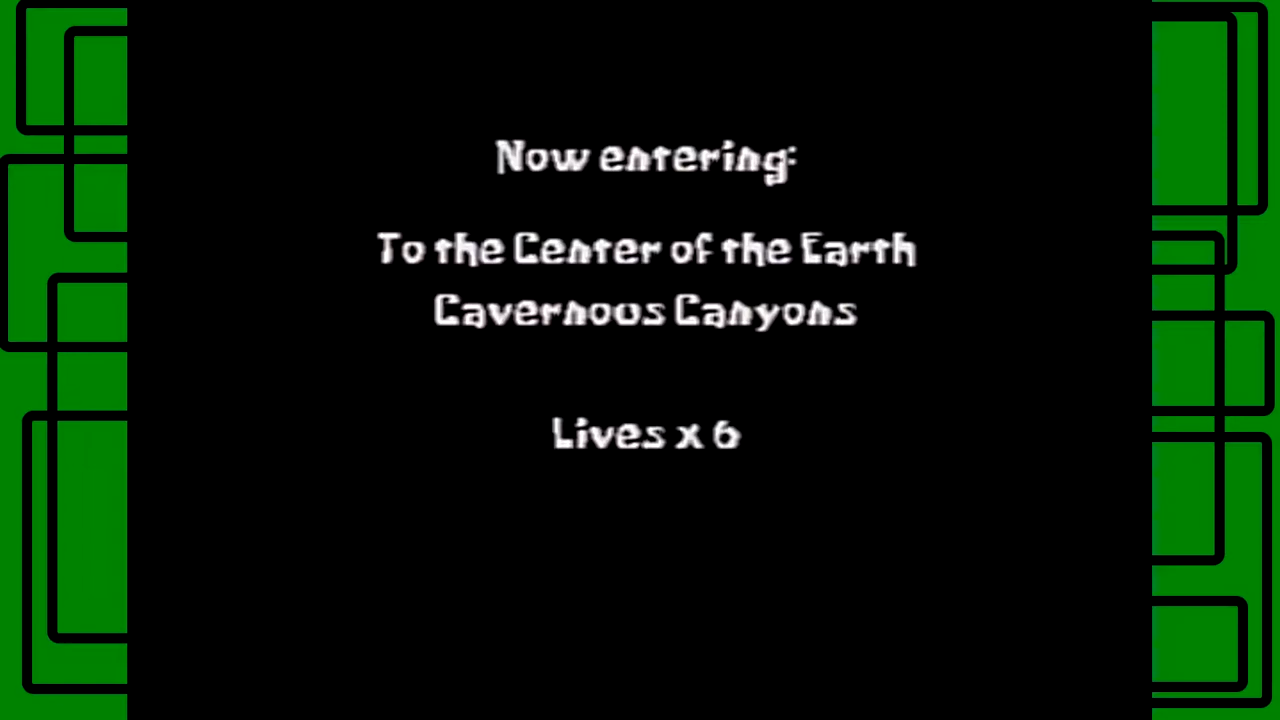 Now entering:
To the Center of the Earth
Cavernous Canyons
Lives x 6